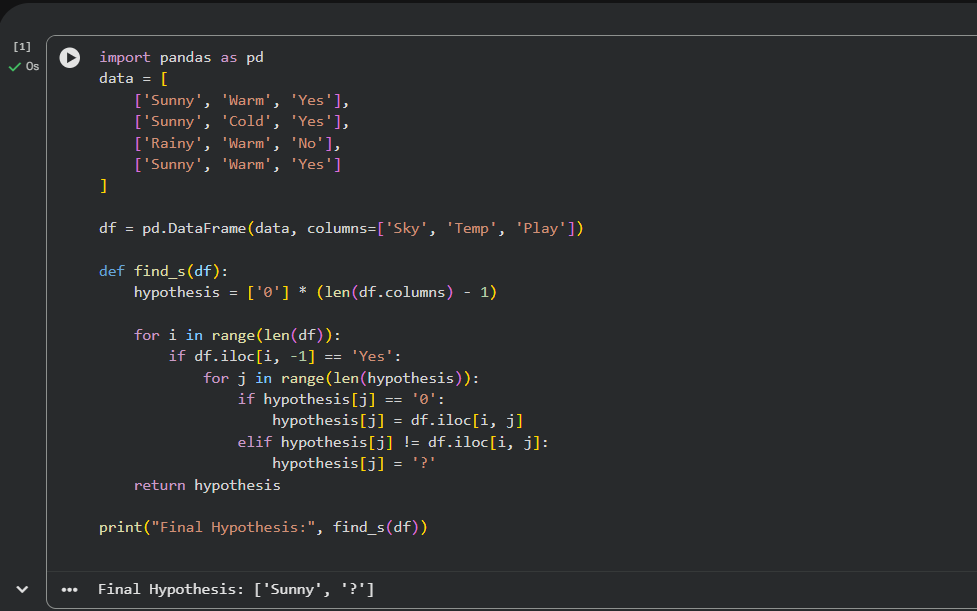 [1]
0s
import pandas as pd
data = [
    ['Sunny', 'Warm', 'Yes'],
    ['Sunny', 'Cold', 'Yes'],
    ['Rainy', 'Warm', 'No'],
    ['Sunny', 'Warm', 'Yes']
]
df = pd.DataFrame(data, columns=['Sky', 'Temp', 'Play'])
def find_s(df):
    hypothesis = ['0'] * (len(df.columns) - 1)
    for i in range(len(df)):
        if df.iloc[i, -1] == 'Yes':
            for j in range(len(hypothesis)):
                if hypothesis[j] == '0':
                    hypothesis[j] = df.iloc[i, j]
                elif hypothesis[j] != df.iloc[i, j]:
                    hypothesis[j] = '?'
    return hypothesis
print("Final Hypothesis:", find_s(df))
Final Hypothesis: ['Sunny', '?']